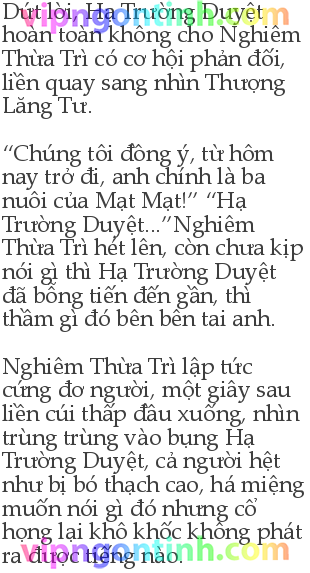 Dứt lời, Hạ Trường Duyệt
hoàn toàn không cho Nghiêm
Thừa Trì có cơ hội phản đối,
liền quay sang nhìn Thượng
Lăng Tư.
“Chúng tôi đồng ý, từ hôm
nay trở đi, anh chính là ba
nuôi của Mạt Mạt!” “Hạ
Trường Duyệt...”Nghiêm
Thừa Trì hét lên, còn chưa kịp
nói gì thì Hạ Trường Duyệt
đã bỗng tiến đến gần, thì
thầm gì đó bên bên tai anh.
Nghiêm Thừa Trì lập tức
cứng đơ người, một giây sau
liền cúi thấp đầu xuống, nhìn
trùng trùng vào bụng Hạ
Trường Duyệt, cả người hệt
như bị bó thạch cao, há miệng
muốn nói gì đó nhưng cổ
họng lại khô khốc không phát
ra được tiếng nào.
vipngontinh.com
vipngontinh.com